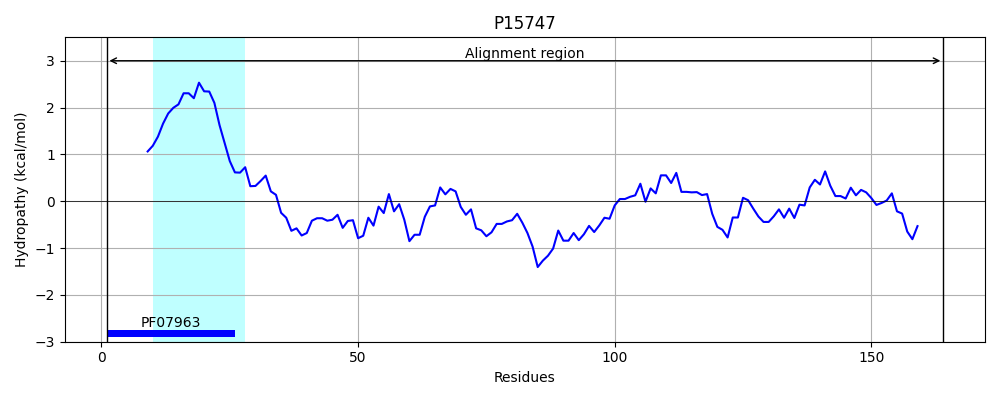 P15747
Alignment region
Hydropathy (kcal/mol)
3
2
1
0
−1
−2
−3
PF07963
0
50
100
150
Residues